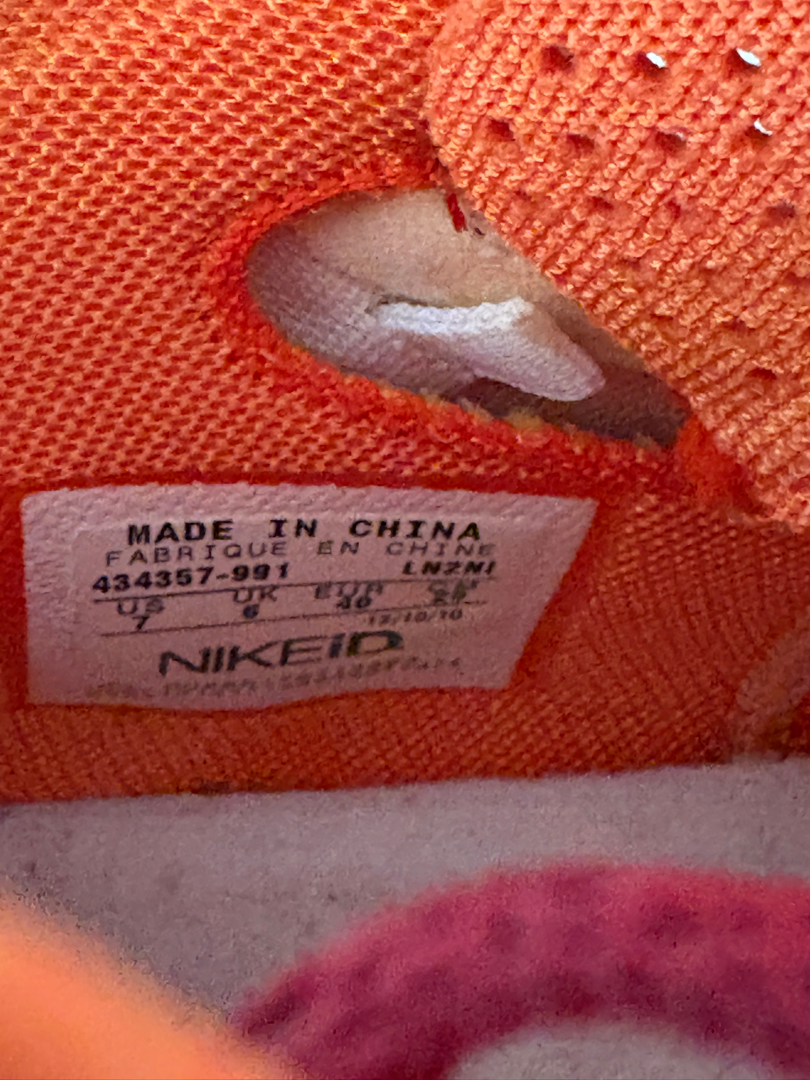 MADE IN CHINA
FABRIQUE EN CHINE
434357-991 LN2NI
US UK EUR CM
7 6 40 25
12/10/10
NIKEiD